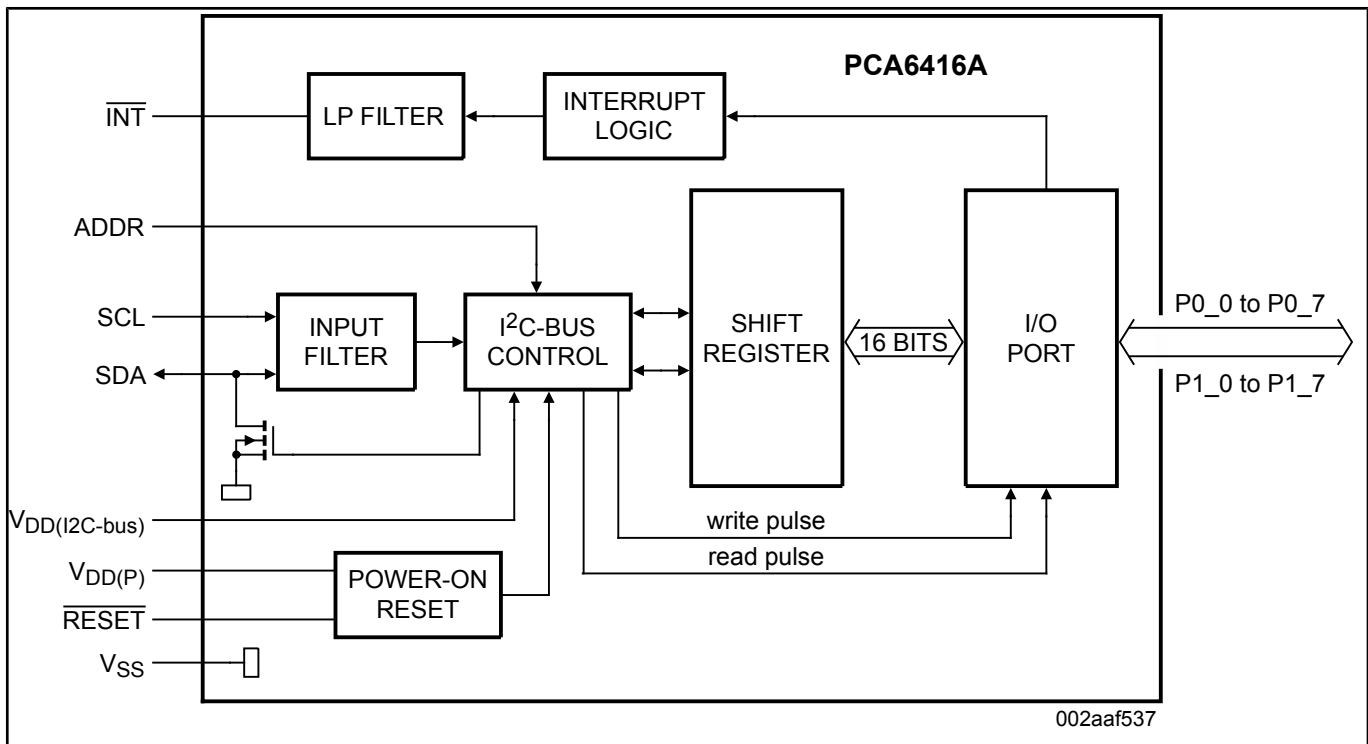 PCA6416A
INT
LP FILTER
INTERRUPT
LOGIC
ADDR
SCL
SDA
INPUT
FILTER
I²C-BUS
CONTROL
SHIFT
REGISTER
16 BITS
I/O
PORT
P0_0 to P0_7
P1_0 to P1_7
VDD(I2C-bus)
write pulse
read pulse
VDD(P)
RESET
POWER-ON
RESET
VSS
002aaf537